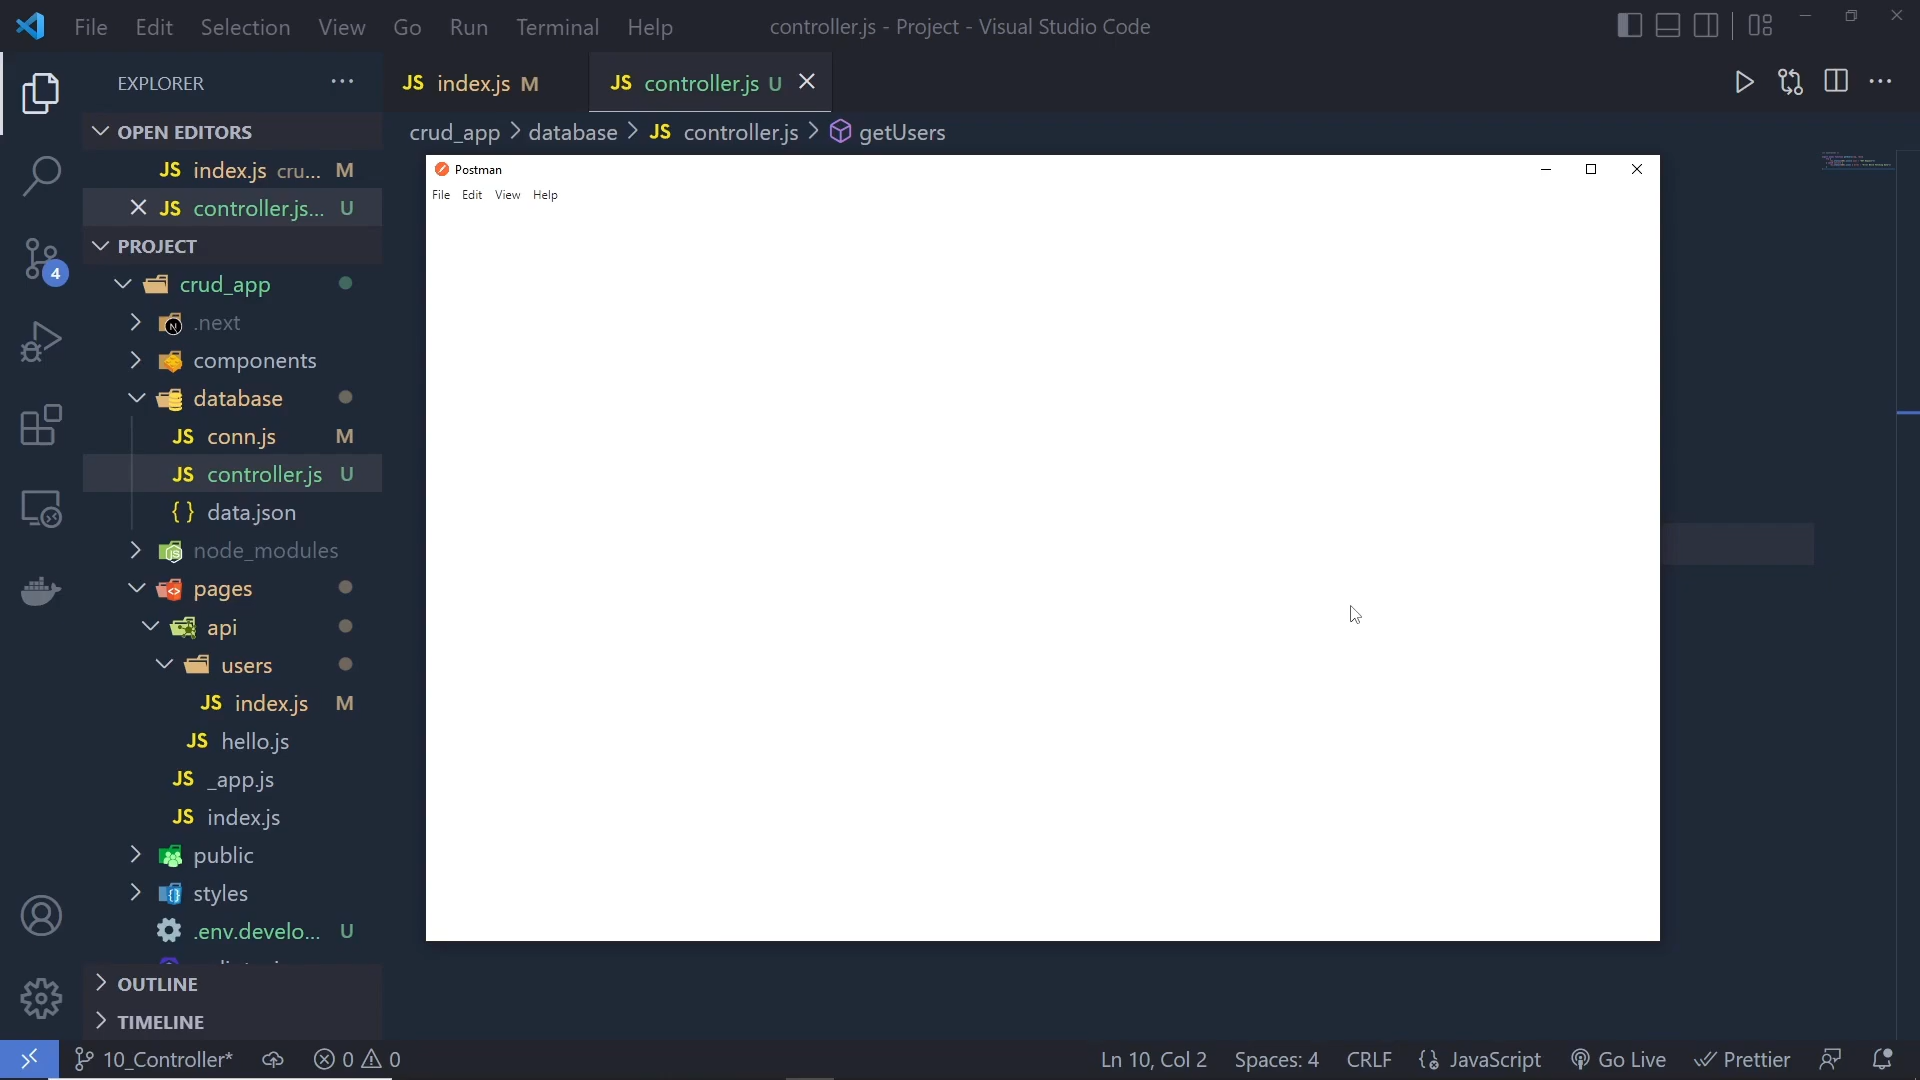 File Edit Selection View Go Run Terminal Help controller.js - Project - Visual Studio Code
EXPLORER
JS index.js M JS controller.js U
OPEN EDITORS
crud_app > database > JS controller.js > getUsers
JS index.js cru... M
JS controller.js... U
PROJECT
4
crud_app
.next
components
database
JS conn.js M
JS controller.js U
{ } data.json
node_modules
pages
api
users
JS index.js M
JS hello.js
JS _app.js
JS index.js
public
styles
.env.develo... U
OUTLINE
TIMELINE
Postman
File Edit View Help
10_Controller* 0 0 Ln 10, Col 2 Spaces: 4 CRLF JavaScript Go Live Prettier